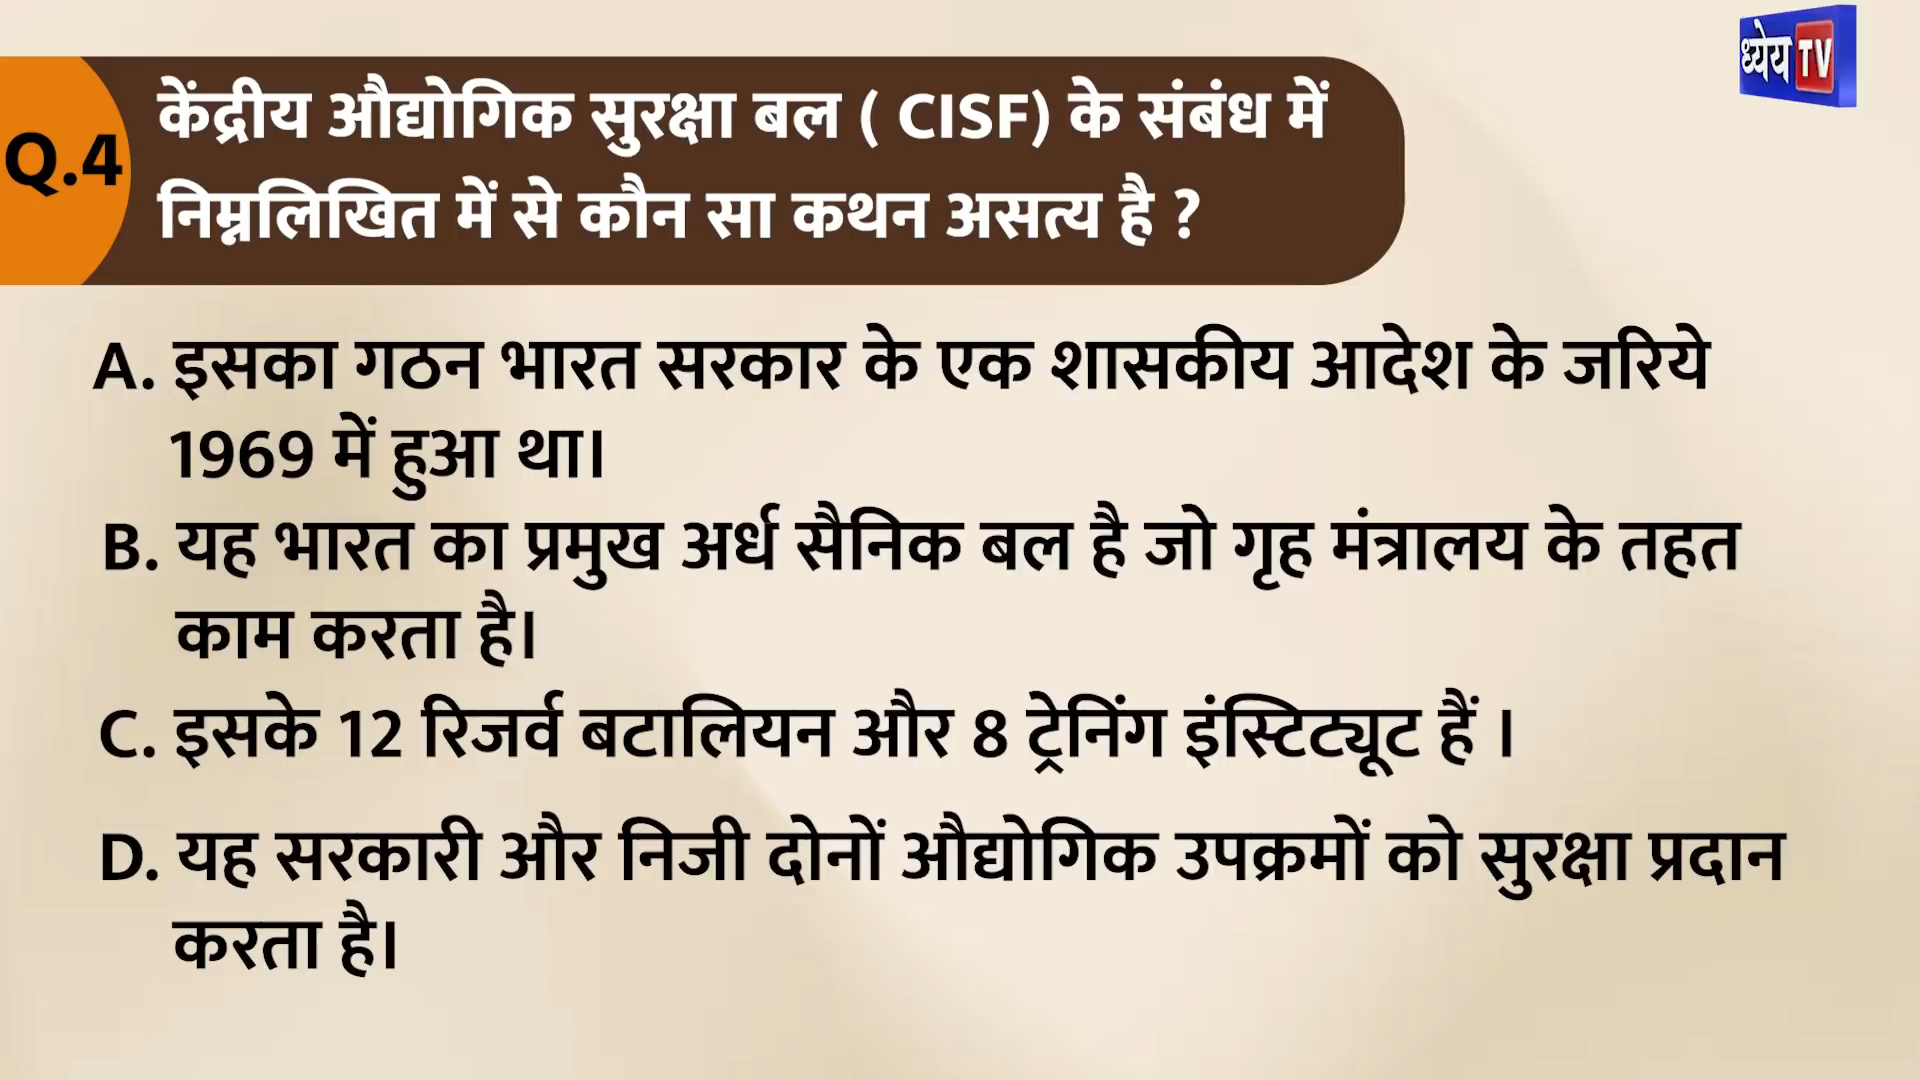 ध्येय TV
Q.4
केंद्रीय औद्योगिक सुरक्षा बल ( CISF) के संबंध में
निम्नलिखित में से कौन सा कथन असत्य है ?
A. इसका गठन भारत सरकार के एक शासकीय आदेश के जरिये
1969 में हुआ था।
B. यह भारत का प्रमुख अर्ध सैनिक बल है जो गृह मंत्रालय के तहत
काम करता है।
C. इसके 12 रिजर्व बटालियन और 8 ट्रेनिंग इंस्टिट्यूट हैं ।
D. यह सरकारी और निजी दोनों औद्योगिक उपक्रमों को सुरक्षा प्रदान
करता है।